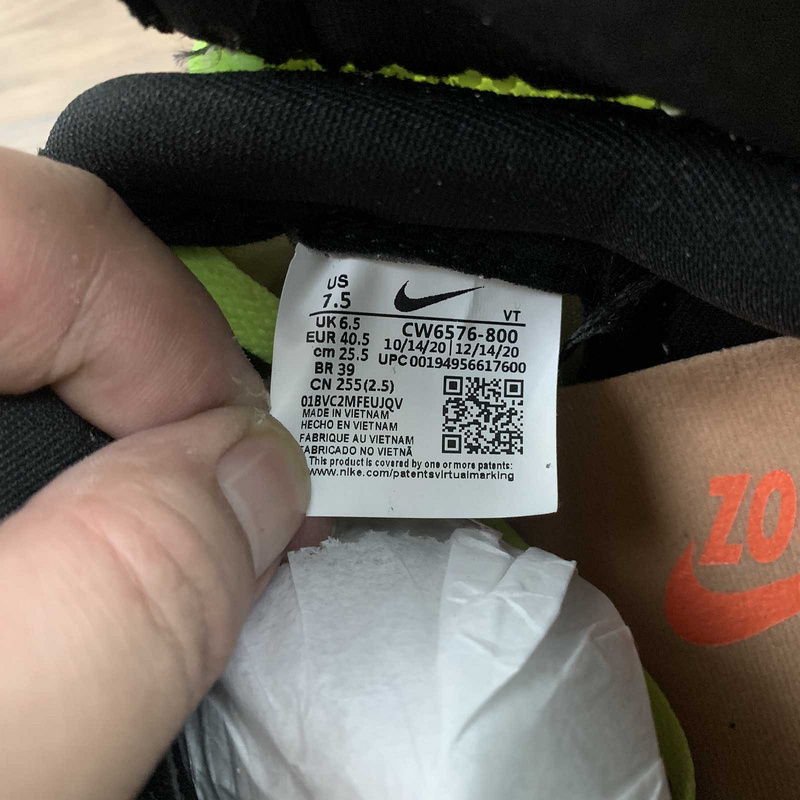 US
7.5
VT
UK 6.5
CW6576-800
EUR 40.5
10/14/20 | 12/14/20
cm 25.5
UPC 00194956617600
BR 39
CN 255(2.5)
01BVC2MFEUJQV
MADE IN VIETNAM
HECHO EN VIETNAM
FABRIQUE AU VIETNAM
FABRICADO NO VIETNÃ
This product is covered by one or more patents:
www.nike.com/patentsvirtualmarking
ZO